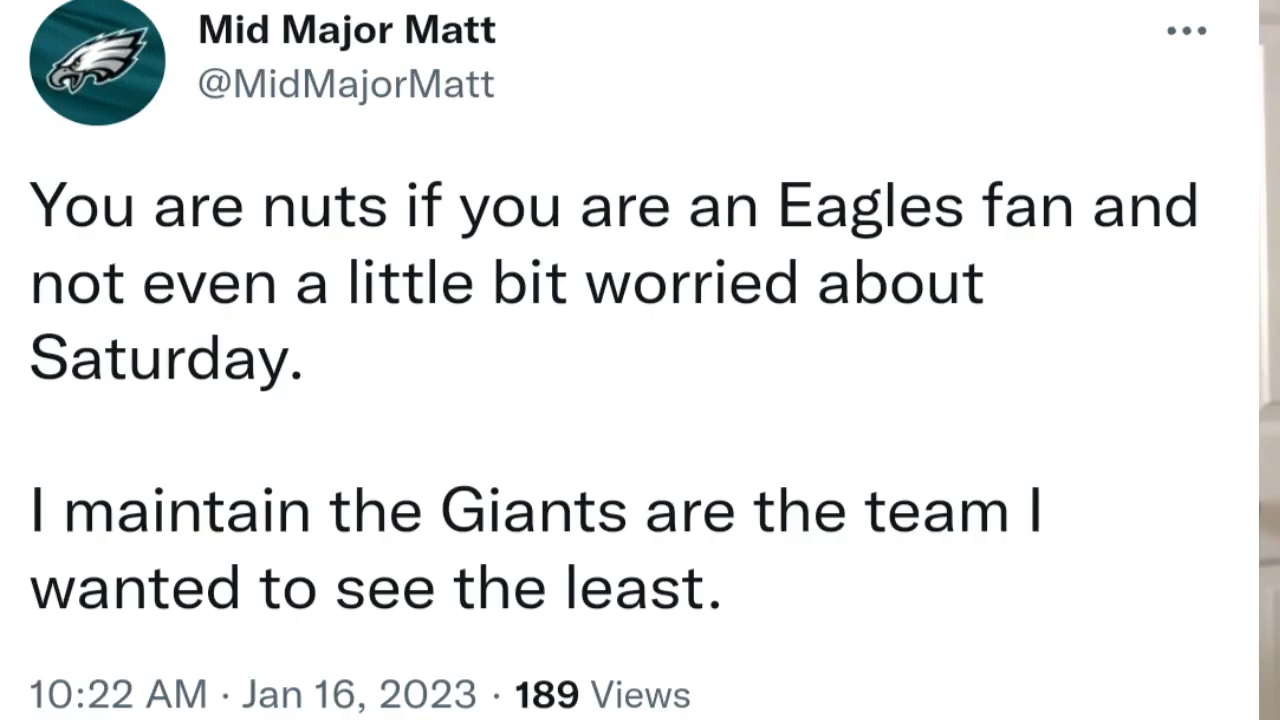 Mid Major Matt
@MidMajorMatt
You are nuts if you are an Eagles fan and
not even a little bit worried about
Saturday.
I maintain the Giants are the team I
wanted to see the least.
10:22 AM · Jan 16, 2023 · 189 Views